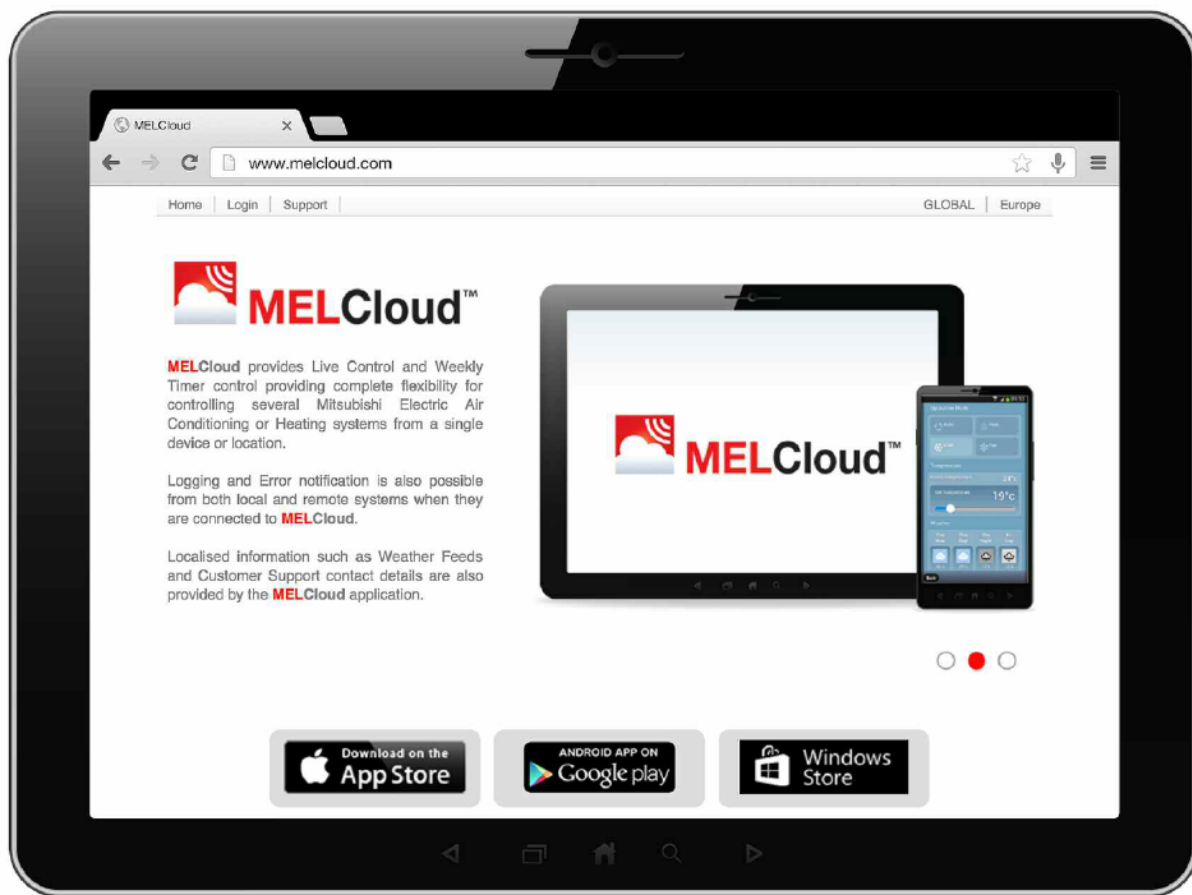 MELCloud
www.melcloud.com
Home Login Support GLOBAL Europe
MELCloud™
MELCloud provides Live Control and Weekly
Timer control providing complete flexibility for
controlling several Mitsubishi Electric Air
Conditioning or Heating systems from a single
device or location.
Logging and Error notification is also possible
from both local and remote systems when they
are connected to MELCloud.
Localised information such as Weather Feeds
and Customer Support contact details are also
provided by the MELCloud application.
MELCloud™
19°c
Back
Download on the
App Store
ANDROID APP ON
Google play
Windows
Store